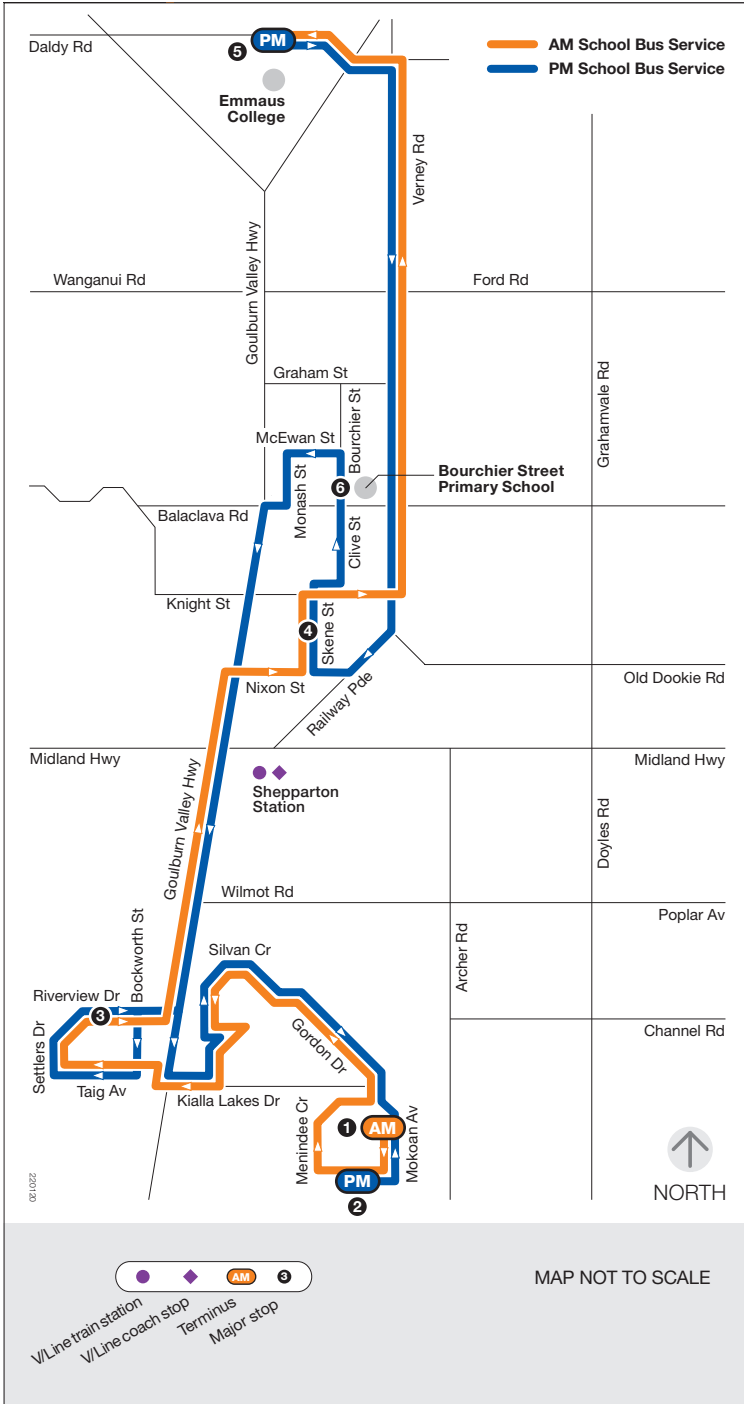 Daldy Rd
5
PM
Emmaus
College
AM School Bus Service
PM School Bus Service
Verney Rd
Goulburn Valley Hwy
Wanganui Rd
Ford Rd
Grahamvale Rd
Graham St
Bourchier St
McEwan St
Monash St
6
Bourchier Street
Primary School
Balaclava Rd
Clive St
Knight St
4
Skene St
Nixon St
Railway Pde
Old Dookie Rd
Midland Hwy
Midland Hwy
Shepparton
Station
Goulburn Valley Hwy
Doyles Rd
Wilmot Rd
Poplar Av
Archer Rd
Bockworth St
Silvan Cr
Riverview Dr
3
Gordon Dr
Channel Rd
Settlers Dr
Taig Av
Kialla Lakes Dr
Menindee Cr
1
AM
Mokoan Av
PM
2
NORTH
220120
AM
3
V/Line train station
V/Line coach stop
Terminus
Major stop
MAP NOT TO SCALE